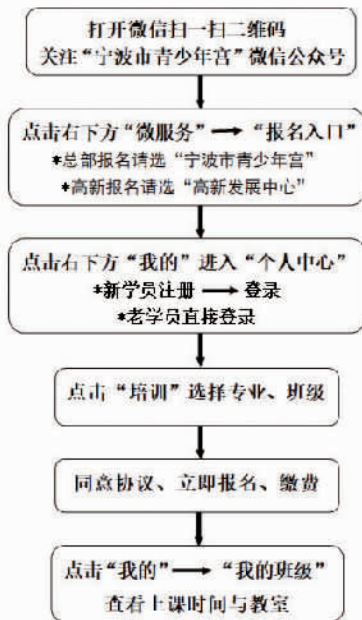 打开微信扫一扫二维码
关注“宁波市青少年宫”微信公众号
点击右下方“微服务”→“报名入口”
*总部报名请选“宁波市青少年宫”
*高新报名请选“高新发展中心”
点击右下方“我的”进入“个人中心”
*新学员注册→登录
*老学员直接登录
点击“培训”选择专业、班级
同意协议、立即报名、缴费
点击“我的”→“我的班级”
查看上课时间与教室